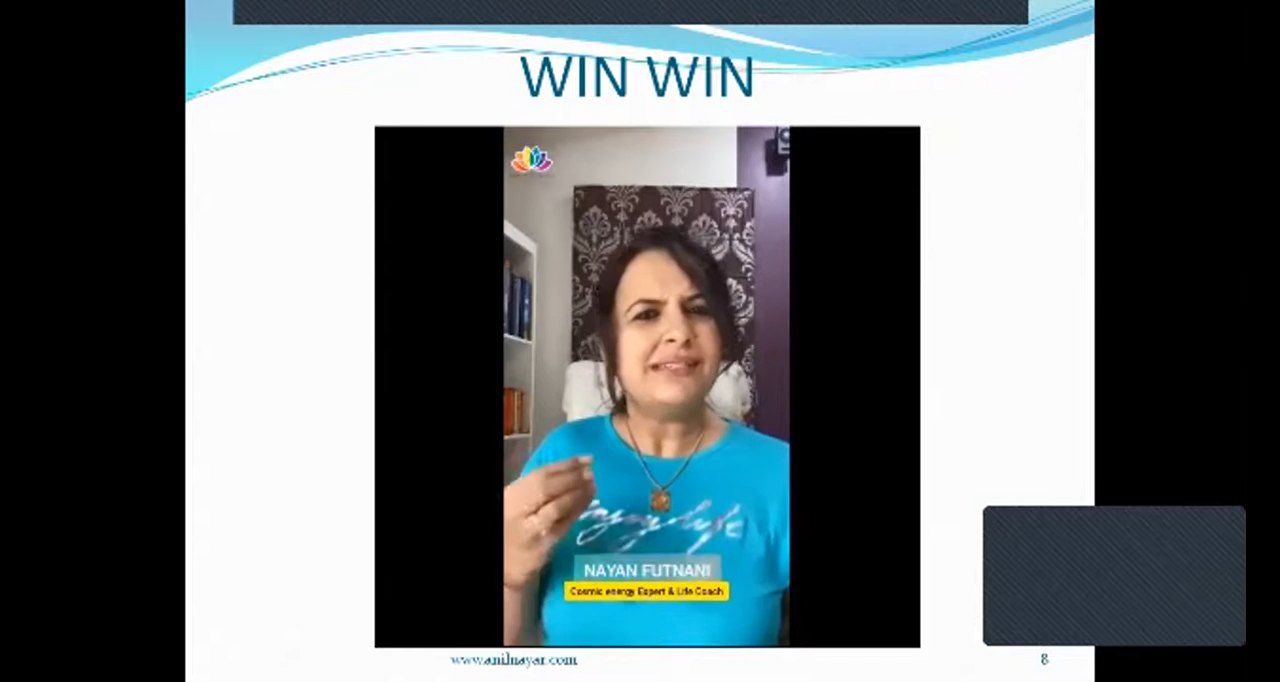 WIN WIN
NAYAN FUTNANI
Cosmic energy Expert & Life Coach
www.anilnayar.com
8